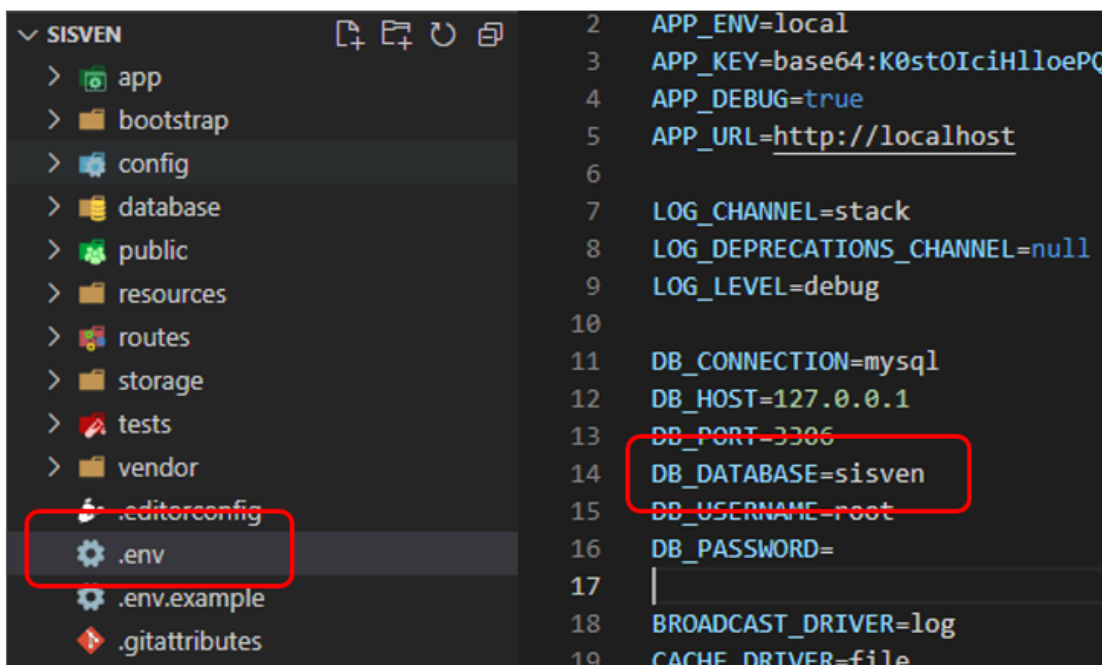 SISVEN
app
bootstrap
config
database
public
resources
routes
storage
tests
vendor
.editorconfig
.env
.env.example
.gitattributes
2 APP_ENV=local
3 APP_KEY=base64:K0stOIciHlloePQ
4 APP_DEBUG=true
5 APP_URL=http://localhost
6
7 LOG_CHANNEL=stack
8 LOG_DEPRECATIONS_CHANNEL=null
9 LOG_LEVEL=debug
10
11 DB_CONNECTION=mysql
12 DB_HOST=127.0.0.1
13 DB_PORT=3306
14 DB_DATABASE=sisven
15 DB_USERNAME=root
16 DB_PASSWORD=
17
18 BROADCAST_DRIVER=log
19 CACHE_DRIVER=file